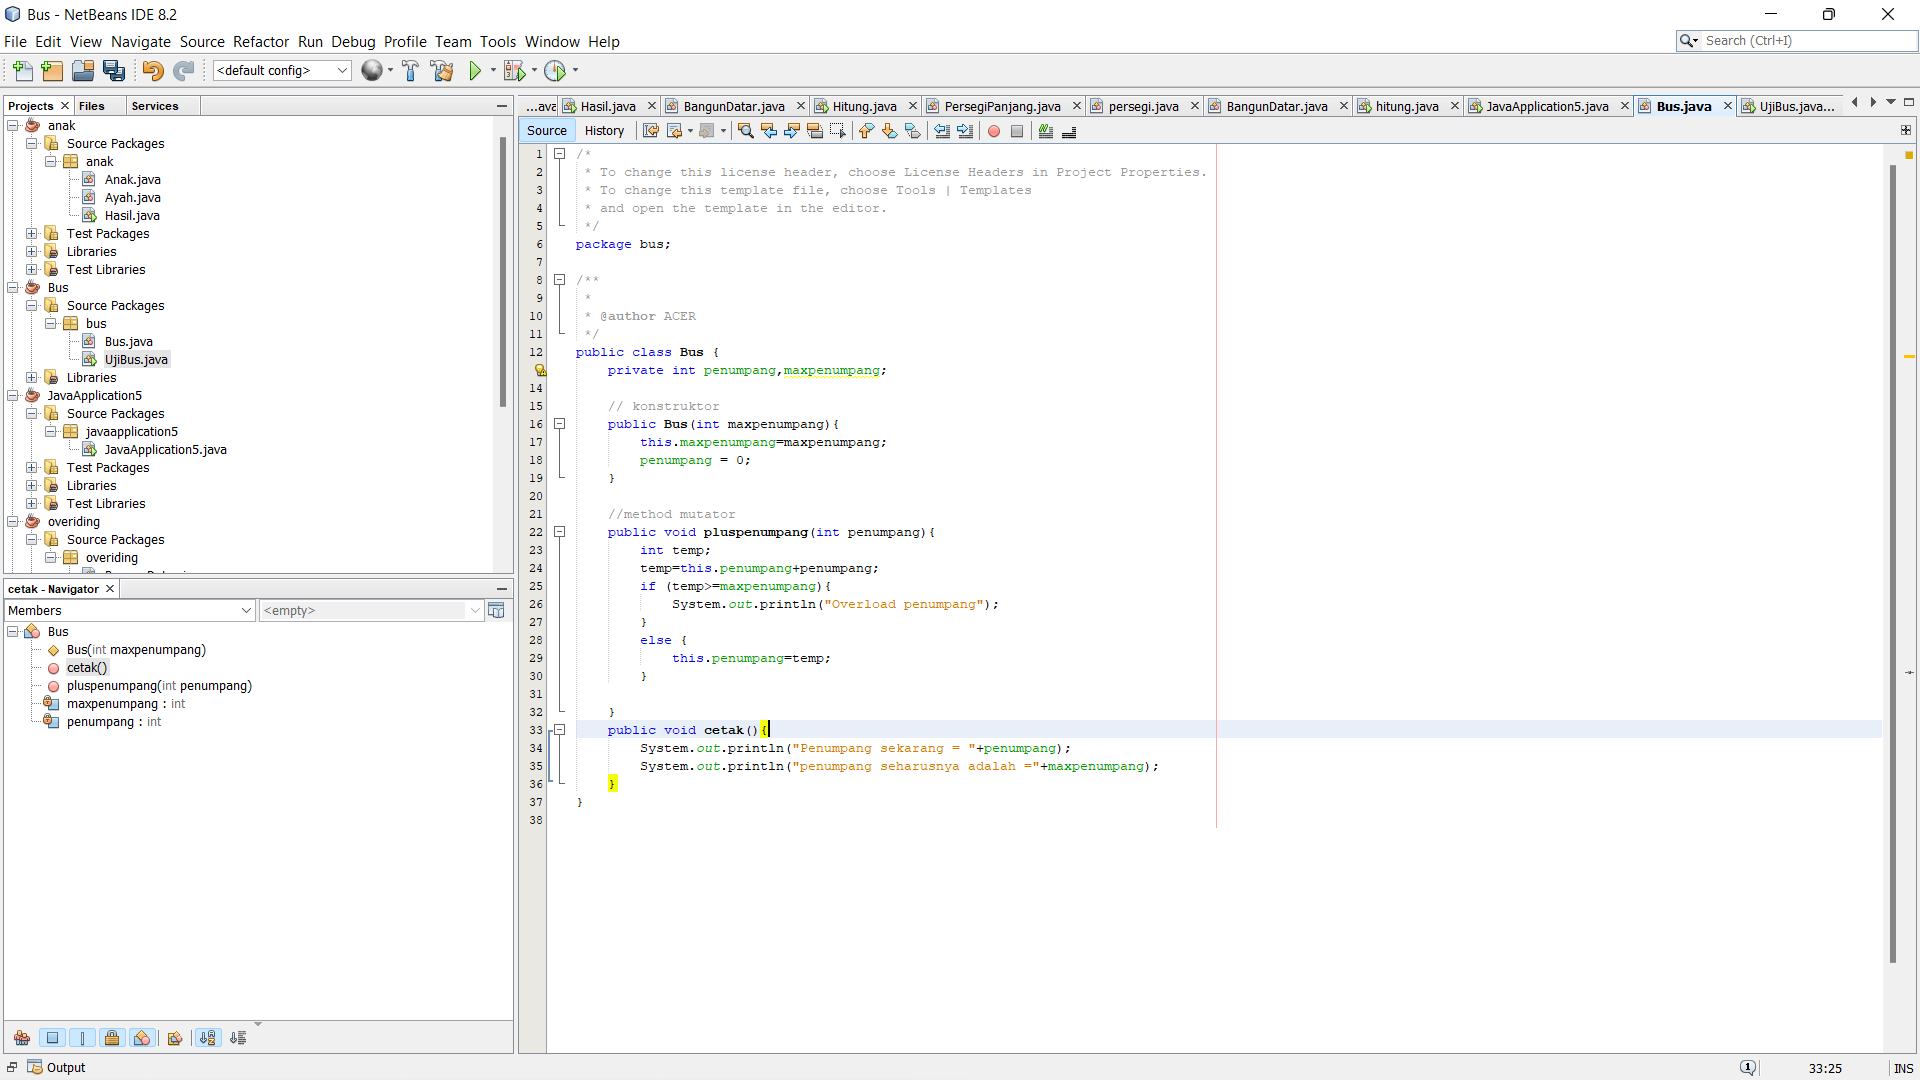 Bus - NetBeans IDE 8.2
File Edit View Navigate Source Refactor Run Debug Profile Team Tools Window Help
Search (Ctrl+I)
<default config>
Projects Files Services
...ava Hasil.java BangunDatar.java Hitung.java PersegiPanjang.java persegi.java BangunDatar.java hitung.java JavaApplication5.java Bus.java UjiBus.java...
Source History
anak
Source Packages
anak
Anak.java
Ayah.java
Hasil.java
Test Packages
Libraries
Test Libraries
Bus
Source Packages
bus
Bus.java
UjiBus.java
Libraries
JavaApplication5
Source Packages
javaapplication5
JavaApplication5.java
Test Packages
Libraries
Test Libraries
overiding
Source Packages
overiding
cetak - Navigator
Members <empty>
Bus
Bus(int maxpenumpang)
cetak()
pluspenumpang(int penumpang)
maxpenumpang : int
penumpang : int
1 /*
2 * To change this license header, choose License Headers in Project Properties.
3 * To change this template file, choose Tools | Templates
4 * and open the template in the editor.
5 */
6 package bus;
7
8 /**
9 *
10 * @author ACER
11 */
12 public class Bus {
private int penumpang,maxpenumpang;
14
15 // konstruktor
16 public Bus(int maxpenumpang){
17 this.maxpenumpang=maxpenumpang;
18 penumpang = 0;
19 }
20
21 //method mutator
22 public void pluspenumpang(int penumpang){
23 int temp;
24 temp=this.penumpang+penumpang;
25 if (temp>=maxpenumpang){
26 System.out.println("Overload penumpang");
27 }
28 else {
29 this.penumpang=temp;
30 }
31
32 }
33 public void cetak(){
34 System.out.println("Penumpang sekarang = "+penumpang);
35 System.out.println("penumpang seharusnya adalah ="+maxpenumpang);
36 }
37 }
38
Output
33:25 INS